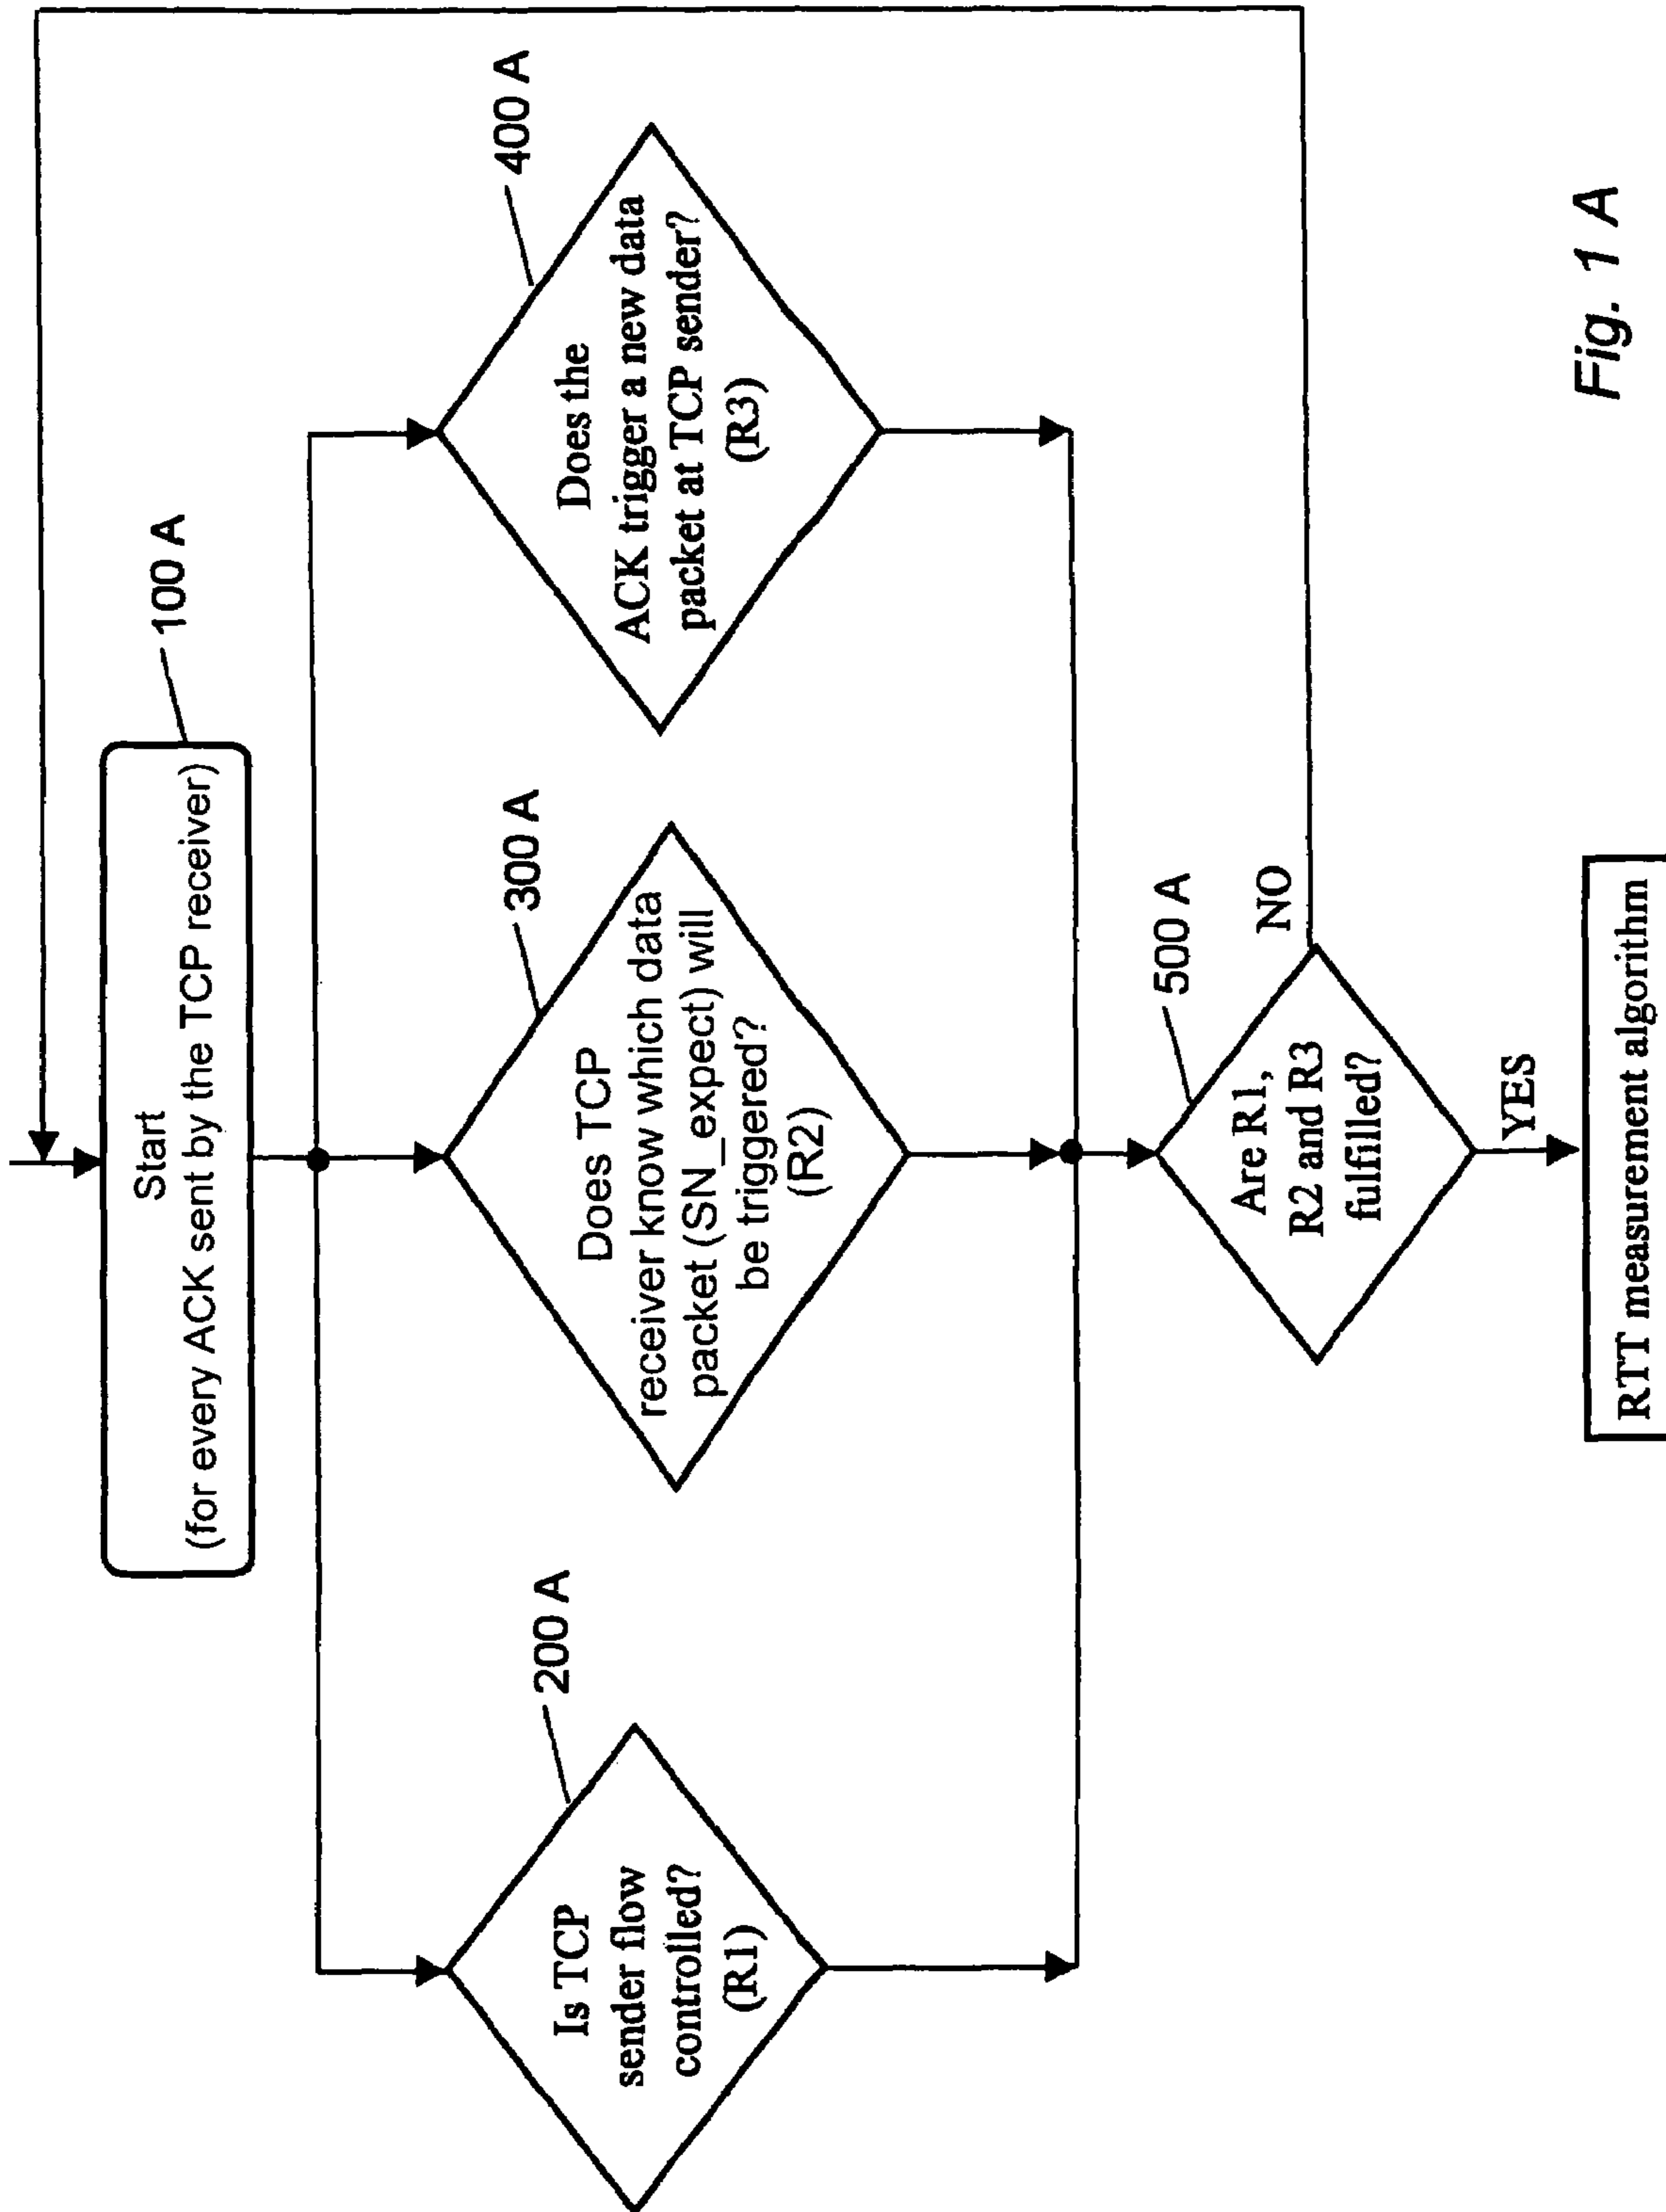 Start
(for every ACK sent by the TCP receiver)
100 A
Is TCP
sender flow
controlled?
(R1)
200 A
Does TCP
receiver know which data
packet (SN_expect) will
be triggered?
(R2)
300 A
Does the
ACK trigger a new data
packet at TCP sender?
(R3)
400 A
Are R1,
R2 and R3
fulfilled?
500 A
NO
YES
RTT measurement algorithm
Fig. 1 A